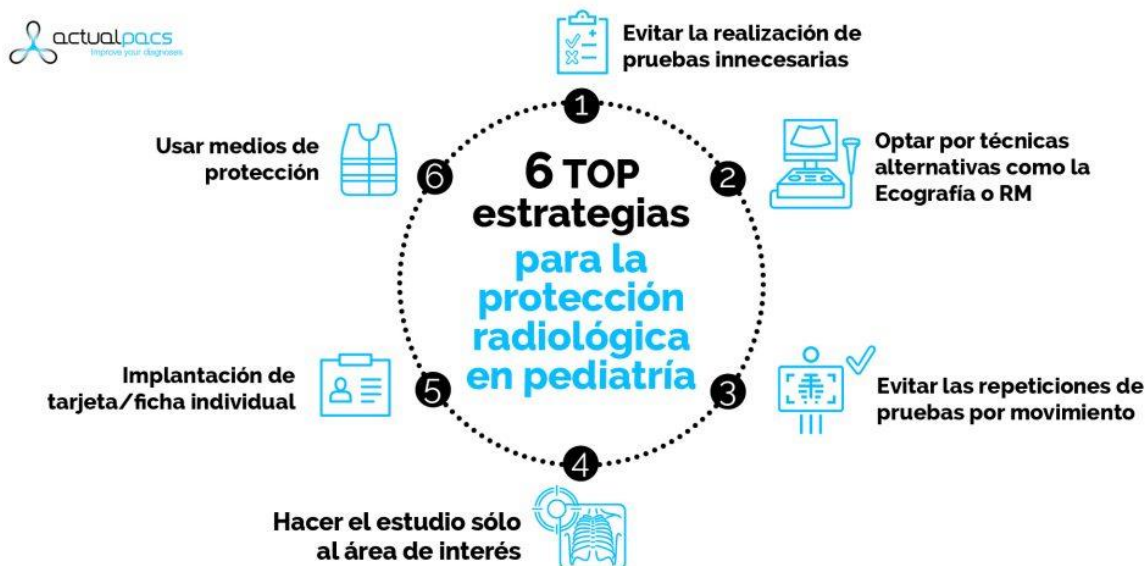 actualpacs
Improve your diagnoses
6 TOP
estrategias
para la
protección
radiológica
en pediatría
1
Evitar la realización de
pruebas innecesarias
2
Optar por técnicas
alternativas como la
Ecografía o RM
3
Evitar las repeticiones de
pruebas por movimiento
4
Hacer el estudio sólo
al área de interés
5
Implantación de
tarjeta/ficha individual
6
Usar medios de
protección